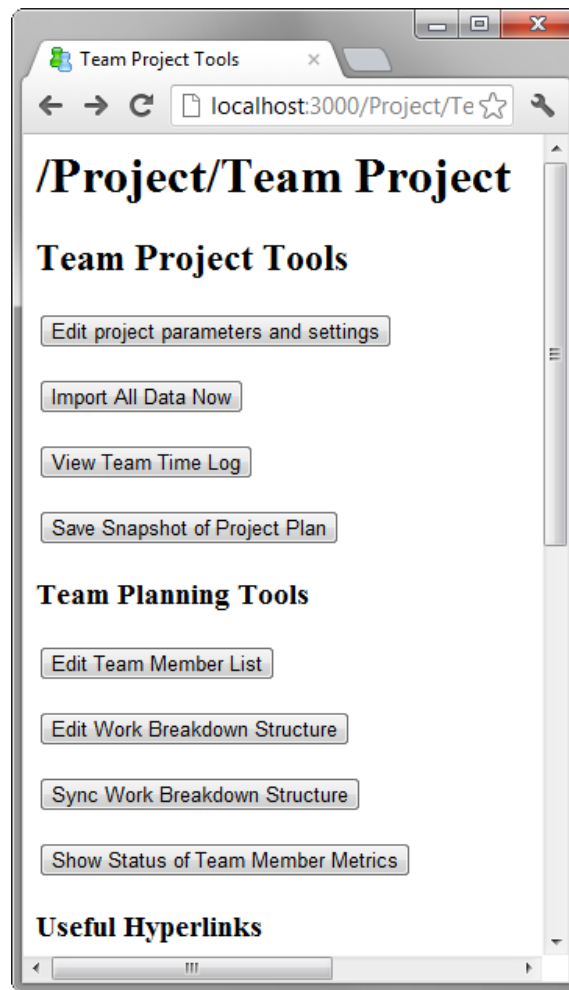 Team Project Tools
localhost:3000/Project/Te
/Project/Team Project
Team Project Tools
Edit project parameters and settings
Import All Data Now
View Team Time Log
Save Snapshot of Project Plan
Team Planning Tools
Edit Team Member List
Edit Work Breakdown Structure
Sync Work Breakdown Structure
Show Status of Team Member Metrics
Useful Hyperlinks